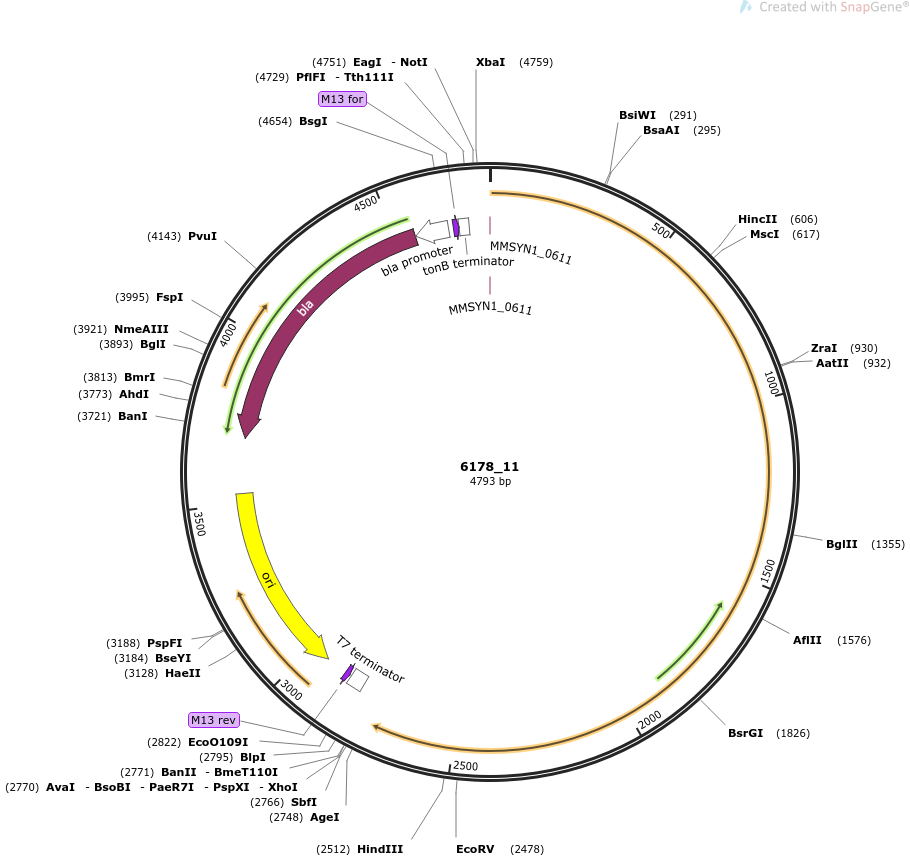 Created with SnapGene®
(4751) EagI - NotI
XbaI (4759)
(4729) PflFI - Tth111I
M13 for
(4654) BsgI
BsiWI (291)
BsaAI (295)
4500
500
HincII (606)
MscI (617)
(4143) PvuI
MMSYN1_0611
bla promoter
tonB terminator
(3995) FspI
bla
MMSYN1_0611
(3921) NmeAIII
4000
(3893) BglI
ZraI (930)
AatII (932)
(3813) BmrI
1000
(3773) AhdI
(3721) BanI
6178_11
4793 bp
3500
BglII (1355)
1500
ori
AflII (1576)
(3188) PspFI
(3184) BseYI
(3128) HaeII
T7 terminator
3000
2000
M13 rev
BsrGI (1826)
(2822) EcoO109I
(2795) BlpI
2500
(2771) BanII - BmeT110I
(2770) AvaI - BsoBI - PaeR7I - PspXI - XhoI
(2766) SbfI
(2748) AgeI
(2512) HindIII
EcoRV (2478)